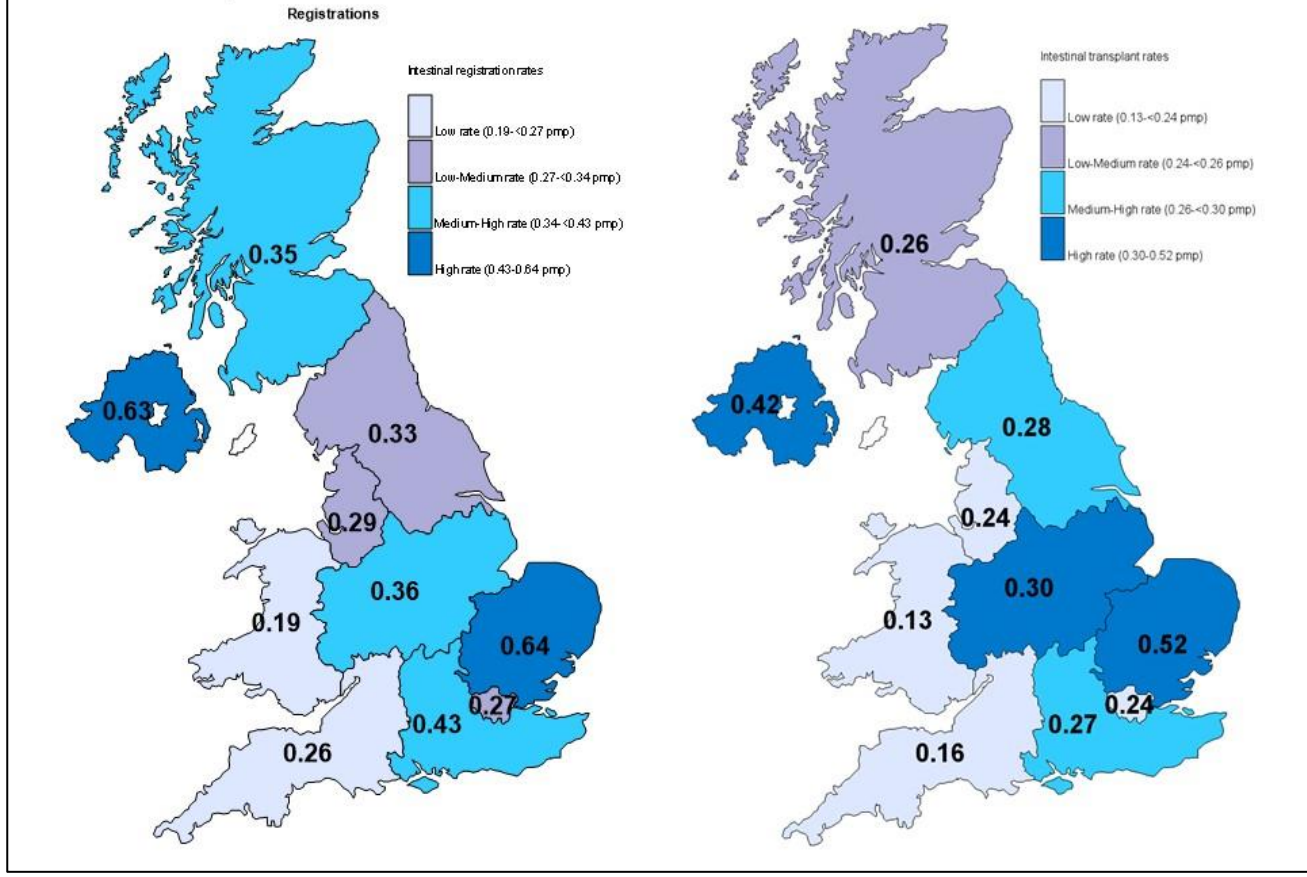 Registrations
Intestinal registration rates
Low rate (0.19-<0.27 pmp)
Low-Medium rate (0.27-<0.34 pmp)
Medium-High rate (0.34-<0.43 pmp)
High rate (0.43-0.64 pmp)
0.35
0.63
0.33
0.29
0.36
0.19
0.64
0.27
0.43
0.26
Intestinal transplant rates
Low rate (0.13-<0.24 pmp)
Low-Medium rate (0.24-<0.26 pmp)
Medium-High rate (0.26-<0.30 pmp)
High rate (0.30-0.52 pmp)
0.26
0.42
0.28
0.24
0.30
0.13
0.52
0.24
0.27
0.16